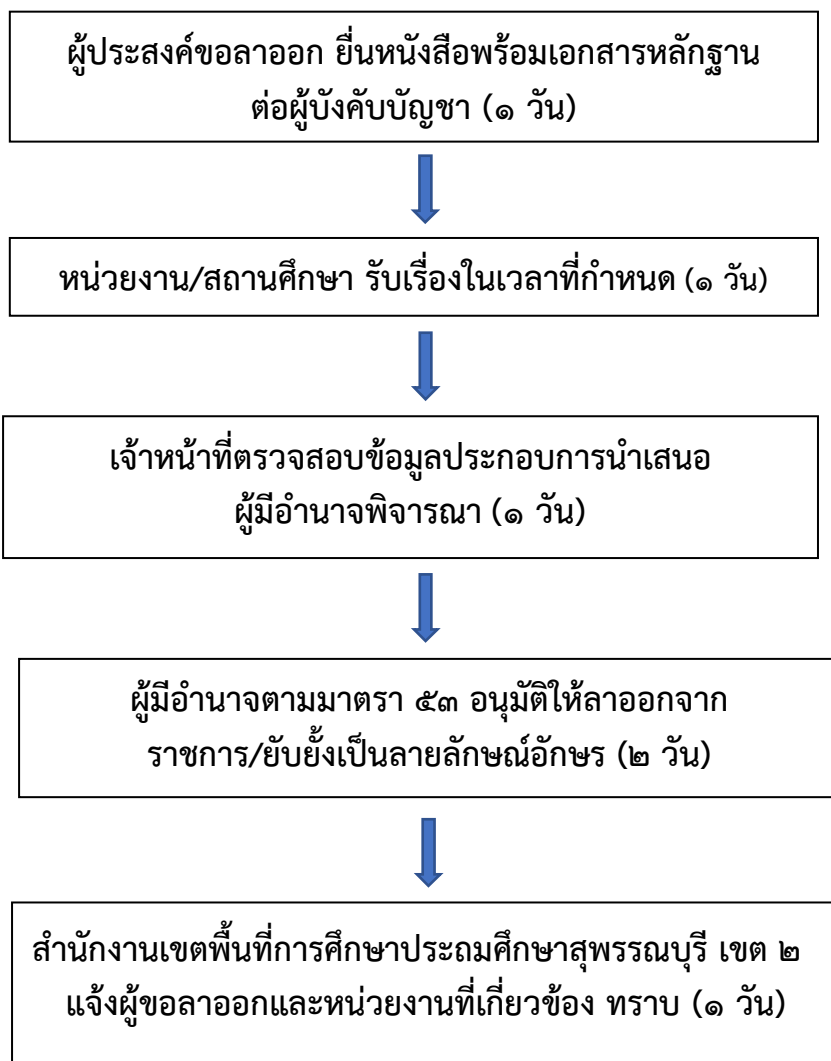 ผู้ประสงค์ขอลาออก ยื่นหนังสือพร้อมเอกสารหลักฐาน
ต่อผู้บังคับบัญชา (๑ วัน)
หน่วยงาน/สถานศึกษา รับเรื่องในเวลาที่กำหนด (๑ วัน)
เจ้าหน้าที่ตรวจสอบข้อมูลประกอบการนำเสนอ
ผู้มีอำนาจพิจารณา (๑ วัน)
ผู้มีอำนาจตามมาตรา ๕๓ อนุมัติให้ลาออกจาก
ราชการ/ยับยั้งเป็นลายลักษณ์อักษร (๒ วัน)
สำนักงานเขตพื้นที่การศึกษาประถมศึกษาสุพรรณบุรี เขต ๒
แจ้งผู้ขอลาออกและหน่วยงานที่เกี่ยวข้อง ทราบ (๑ วัน)